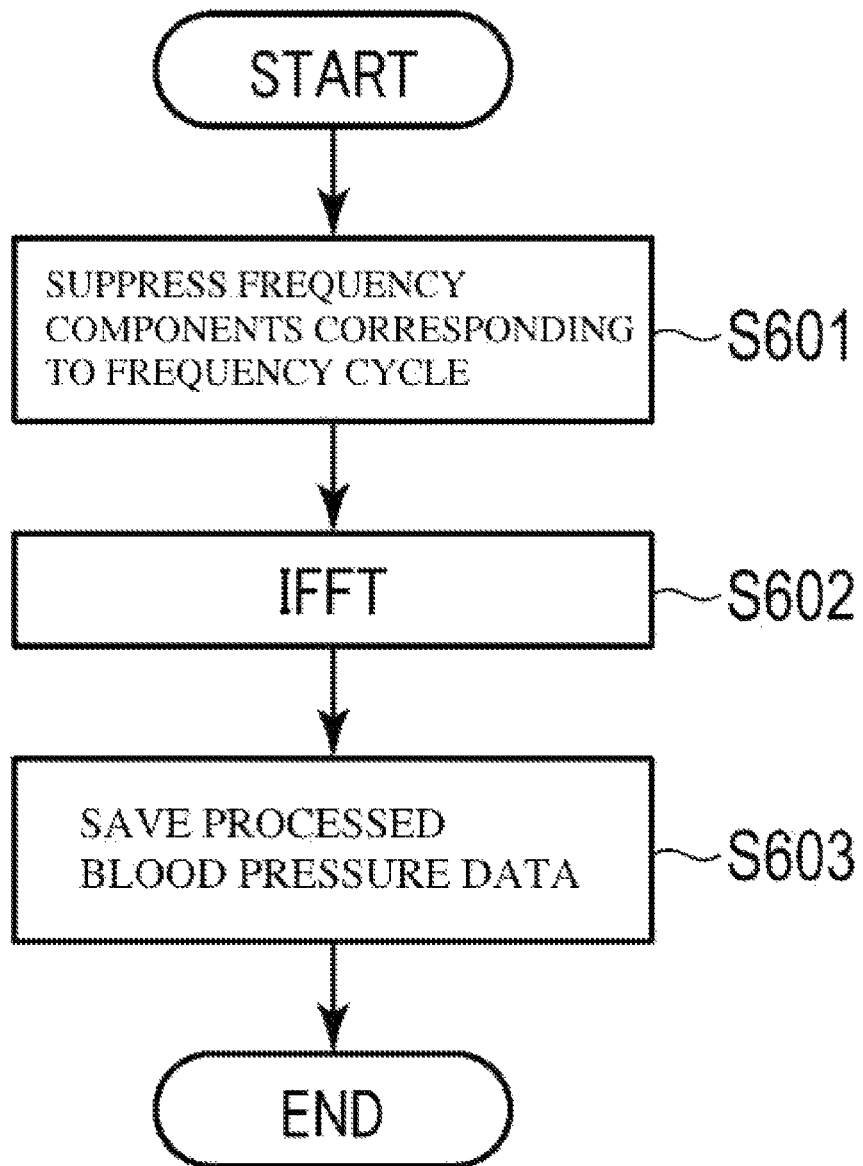 START
SUPPRESS FREQUENCY
COMPONENTS CORRESPONDING
TO FREQUENCY CYCLE
S601
IFFT
S602
SAVE PROCESSED
BLOOD PRESSURE DATA
S603
END